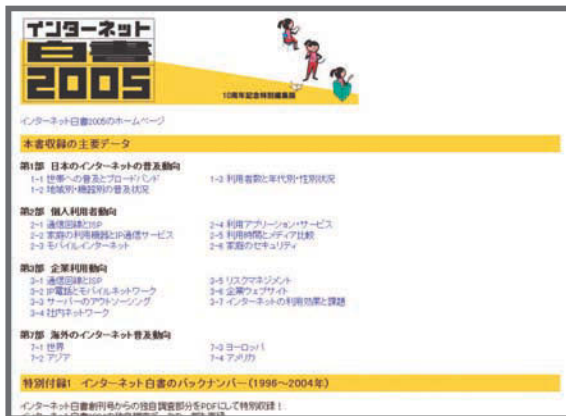 インターネット
白書
2005
10周年記念特別編集版
インターネット白書2005のホームページ
本書収録の主要データ
第1部 日本のインターネットの普及動向
1-1 世帯への普及とブロードバンド
1-2 地域別・機器別の普及状況
1-3 利用者数と年代別・性別状況
第2部 個人利用者動向
2-1 通信回線とISP
2-2 家庭の利用機器とIP通信サービス
2-3 モバイルインターネット
2-4 利用アプリーション・サービス
2-5 利用時間とメディア比較
2-6 家庭のセキュリティ
第3部 企業利用動向
3-1 通信回線とISP
3-2 IP電話とモバイルネットワーク
3-3 サーバーのアウトソーシング
3-4 社内ネットワーク
3-5 リスクマネジメント
3-6 企業ウェブサイト
3-7 インターネットの利用効果と課題
第7部 海外のインターネット普及動向
7-1 世界
7-2 アジア
7-3 ヨーロッパ
7-4 アメリカ
特別付録1 インターネット白書のバックナンバー(1996～2004年)
インターネット白書創刊号からの独自調査部分をPDFにして特別収録!